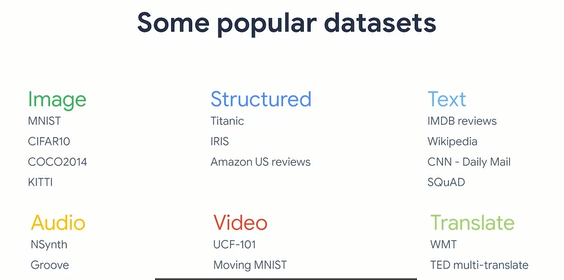 Some popular datasets
Image
MNIST
CIFAR10
COCO2014
KITTI
Structured
Titanic
IRIS
Amazon US reviews
Text
IMDB reviews
Wikipedia
CNN - Daily Mail
SQuAD
Audio
NSynth
Groove
Video
UCF-101
Moving MNIST
Translate
WMT
TED multi-translate